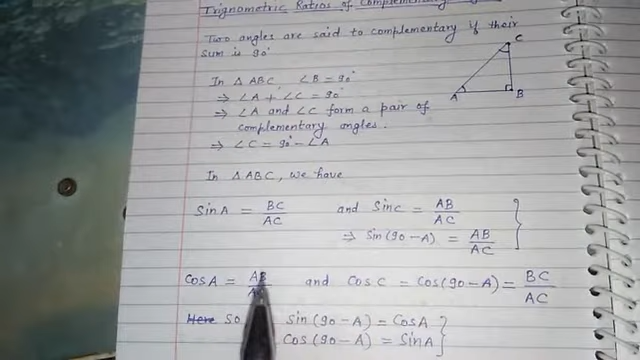 Trignometric Ratios of Complementary
Two angles are said to complementary if their
sum is 90°
In Δ ABC ∠B = 90°
⇒ ∠A + ∠C = 90°
⇒ ∠A and ∠C form a pair of
complementary angles.
⇒ ∠C = 90° - ∠A
C
A
B
In Δ ABC, we have
Sin A = BC/AC and Sin C = AB/AC
⇒ Sin (90 - A) = AB/AC
Cos A = AB/AC and Cos C = Cos (90 - A) = BC/AC
Here So Sin (90 - A) = Cos A
Cos (90 - A) = Sin A